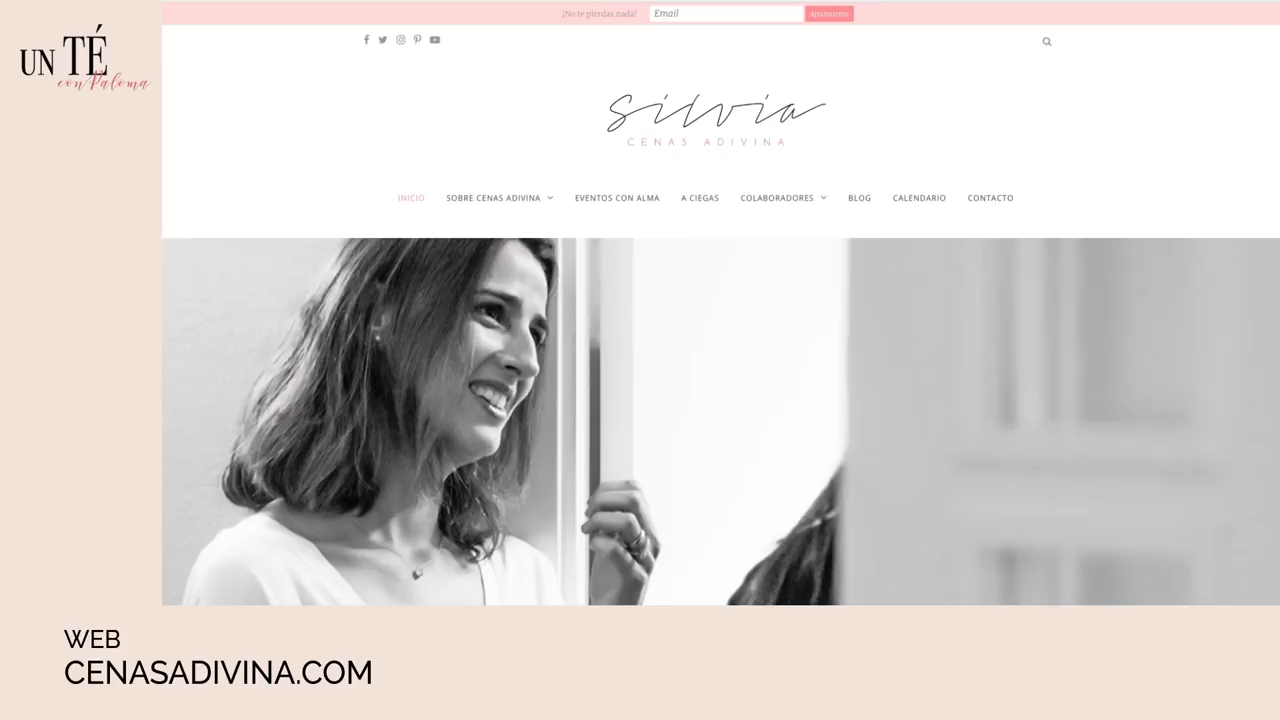 ¡No te pierdas nada! Email Apuntarme
UN TÉ
con Paloma
Silvia
CENAS ADIVINA
INICIO SOBRE CENAS ADIVINA EVENTOS CON ALMA A CIEGAS COLABORADORES BLOG CALENDARIO CONTACTO
WEB
CENASADIVINA.COM